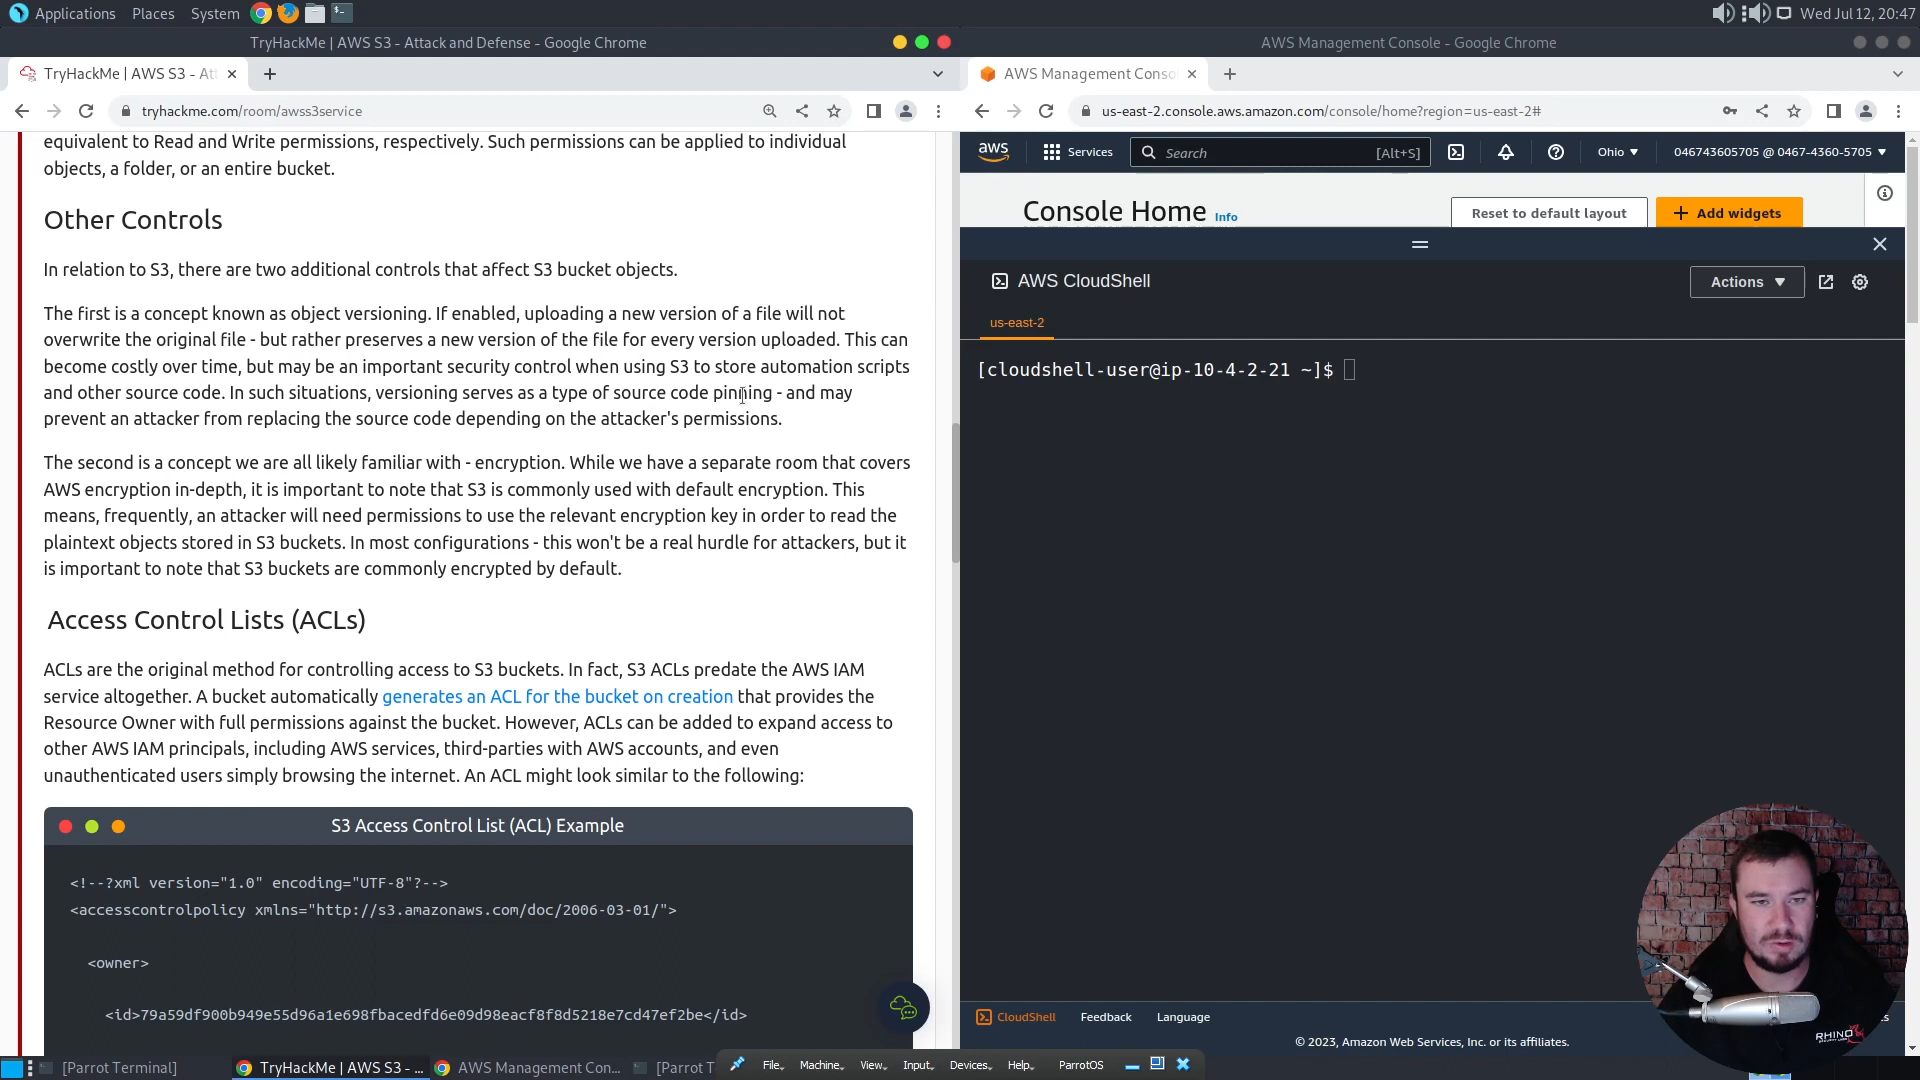 Applications Places System
Wed Jul 12, 20:47
TryHackMe | AWS S3 - Attack and Defense - Google Chrome
AWS Management Console - Google Chrome
TryHackMe | AWS S3 - Att
AWS Management Conso
tryhackme.com/room/awss3service
us-east-2.console.aws.amazon.com/console/home?region=us-east-2#
equivalent to Read and Write permissions, respectively. Such permissions can be applied to individual
objects, a folder, or an entire bucket.
Other Controls
In relation to S3, there are two additional controls that affect S3 bucket objects.
The first is a concept known as object versioning. If enabled, uploading a new version of a file will not
overwrite the original file - but rather preserves a new version of the file for every version uploaded. This can
become costly over time, but may be an important security control when using S3 to store automation scripts
and other source code. In such situations, versioning serves as a type of source code pinning - and may
prevent an attacker from replacing the source code depending on the attacker's permissions.
The second is a concept we are all likely familiar with - encryption. While we have a separate room that covers
AWS encryption in-depth, it is important to note that S3 is commonly used with default encryption. This
means, frequently, an attacker will need permissions to use the relevant encryption key in order to read the
plaintext objects stored in S3 buckets. In most configurations - this won't be a real hurdle for attackers, but it
is important to note that S3 buckets are commonly encrypted by default.
Access Control Lists (ACLs)
ACLs are the original method for controlling access to S3 buckets. In fact, S3 ACLs predate the AWS IAM
service altogether. A bucket automatically generates an ACL for the bucket on creation that provides the
Resource Owner with full permissions against the bucket. However, ACLs can be added to expand access to
other AWS IAM principals, including AWS services, third-parties with AWS accounts, and even
unauthenticated users simply browsing the internet. An ACL might look similar to the following:
S3 Access Control List (ACL) Example
<!--?xml version="1.0" encoding="UTF-8"?-->
<accesscontrolpolicy xmlns="http://s3.amazonaws.com/doc/2006-03-01/">
<owner>
<id>79a59df900b949e55d96a1e698fbacedfd6e09d98eacf8f8d5218e7cd47ef2be</id>
aws
Services
Search [Alt+S]
Ohio
046743605705 @ 0467-4360-5705
Console Home Info
Reset to default layout
Add widgets
AWS CloudShell
Actions
us-east-2
[cloudshell-user@ip-10-4-2-21 ~]$
CloudShell Feedback Language
© 2023, Amazon Web Services, Inc. or its affiliates.
RHINO
[Parrot Terminal]
TryHackMe | AWS S3 - ...
AWS Management Con...
[Parrot T
File Machine View Input Devices Help ParrotOS